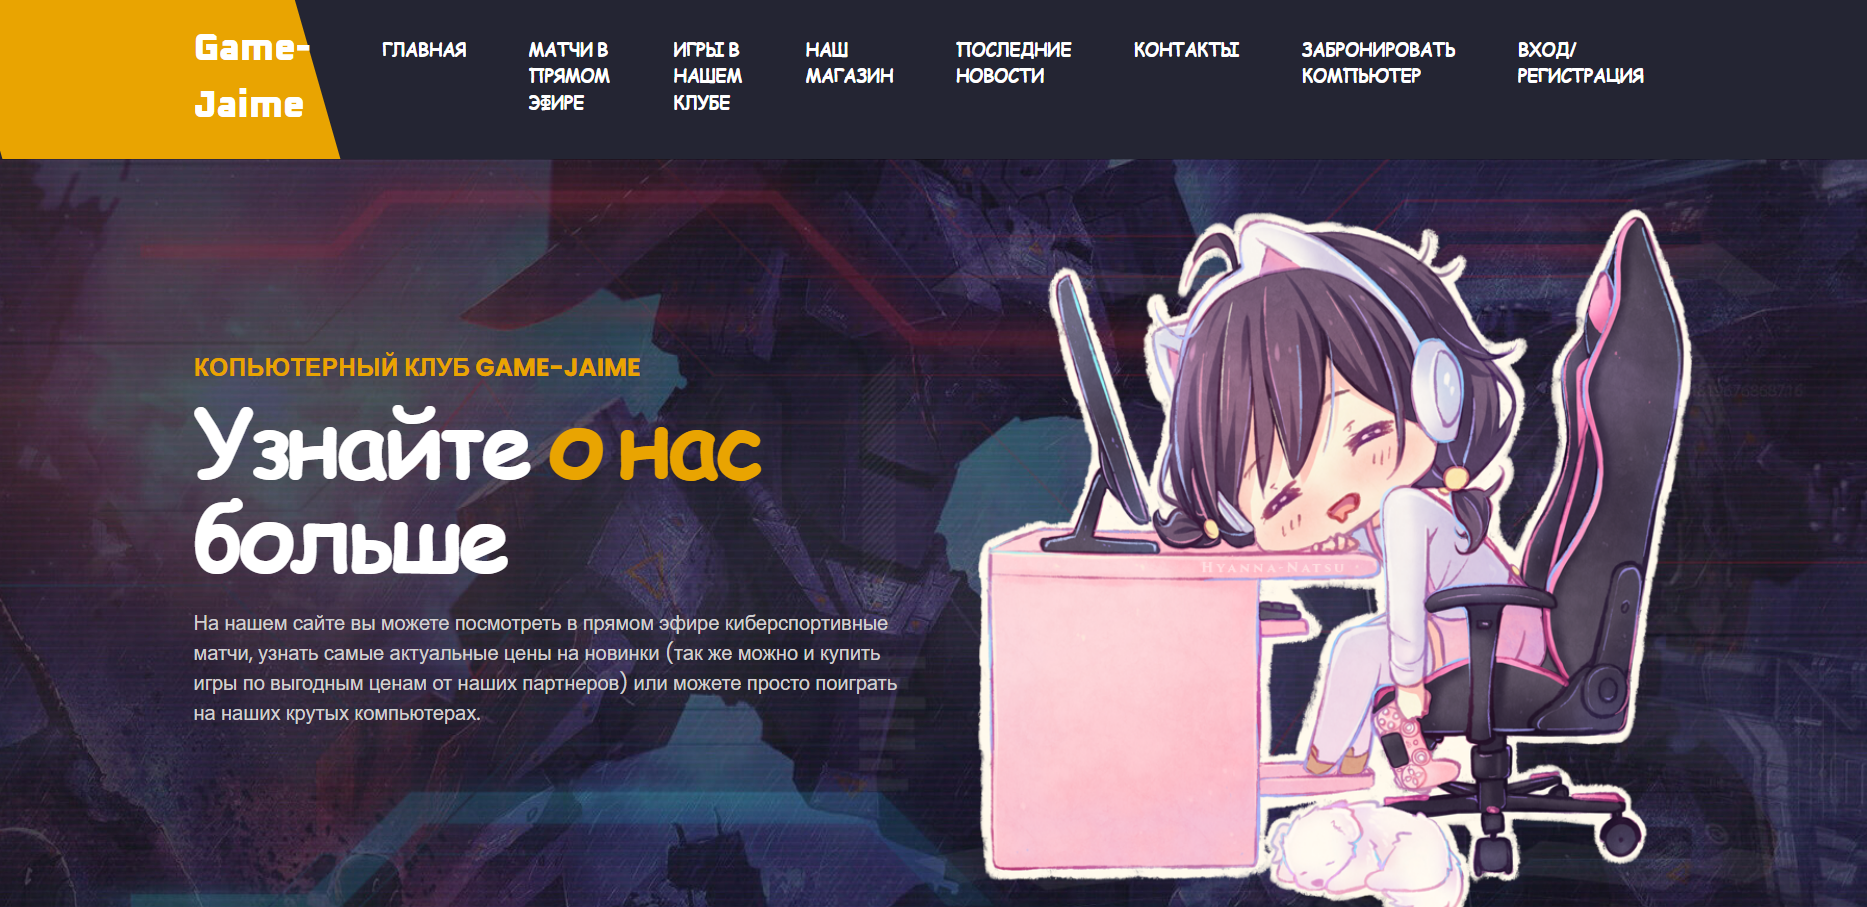 Game-
Jaime
ГЛАВНАЯ
МАТЧИ В
ПРЯМОМ
ЭФИРЕ
ИГРЫ В
НАШЕМ
КЛУБЕ
НАШ
МАГАЗИН
ПОСЛЕДНИЕ
НОВОСТИ
КОНТАКТЫ
ЗАБРОНИРОВАТЬ
КОМПЬЮТЕР
ВХОД/
РЕГИСТРАЦИЯ
КОПЬЮТЕРНЫЙ КЛУБ GAME-JAIME
Узнайте о нас
больше
На нашем сайте вы можете посмотреть в прямом эфире киберспортивные
матчи, узнать самые актуальные цены на новинки (так же можно и купить
игры по выгодным ценам от наших партнеров) или можете просто поиграть
на наших крутых компьютерах.
HYANNA-NATSU